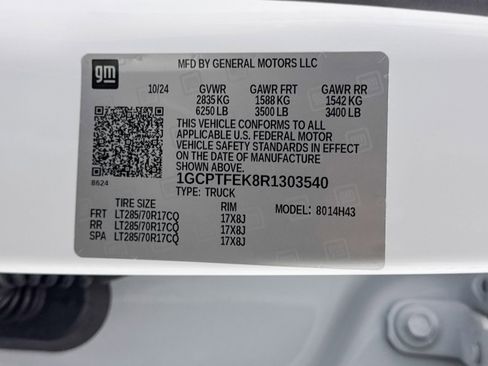 gm
MFD BY GENERAL MOTORS LLC
10/24 GVWR GAWR FRT GAWR RR
2835 KG 1588 KG 1542 KG
6250 LB 3500 LB 3400 LB
THIS VEHICLE CONFORMS TO ALL
APPLICABLE U.S. FEDERAL MOTOR
VEHICLE SAFETY STANDARDS IN EFFECT
ON THE DATE OF MANUFACTURE
SHOWN ABOVE.
8624
1GCPTFEK8R1303540
TYPE: TRUCK
TIRE SIZE RIM MODEL: 8014H43
FRT LT285/70R17CQ 17X8J
RR LT285/70R17CQ 17X8J
SPA LT285/70R17CQ 17X8J